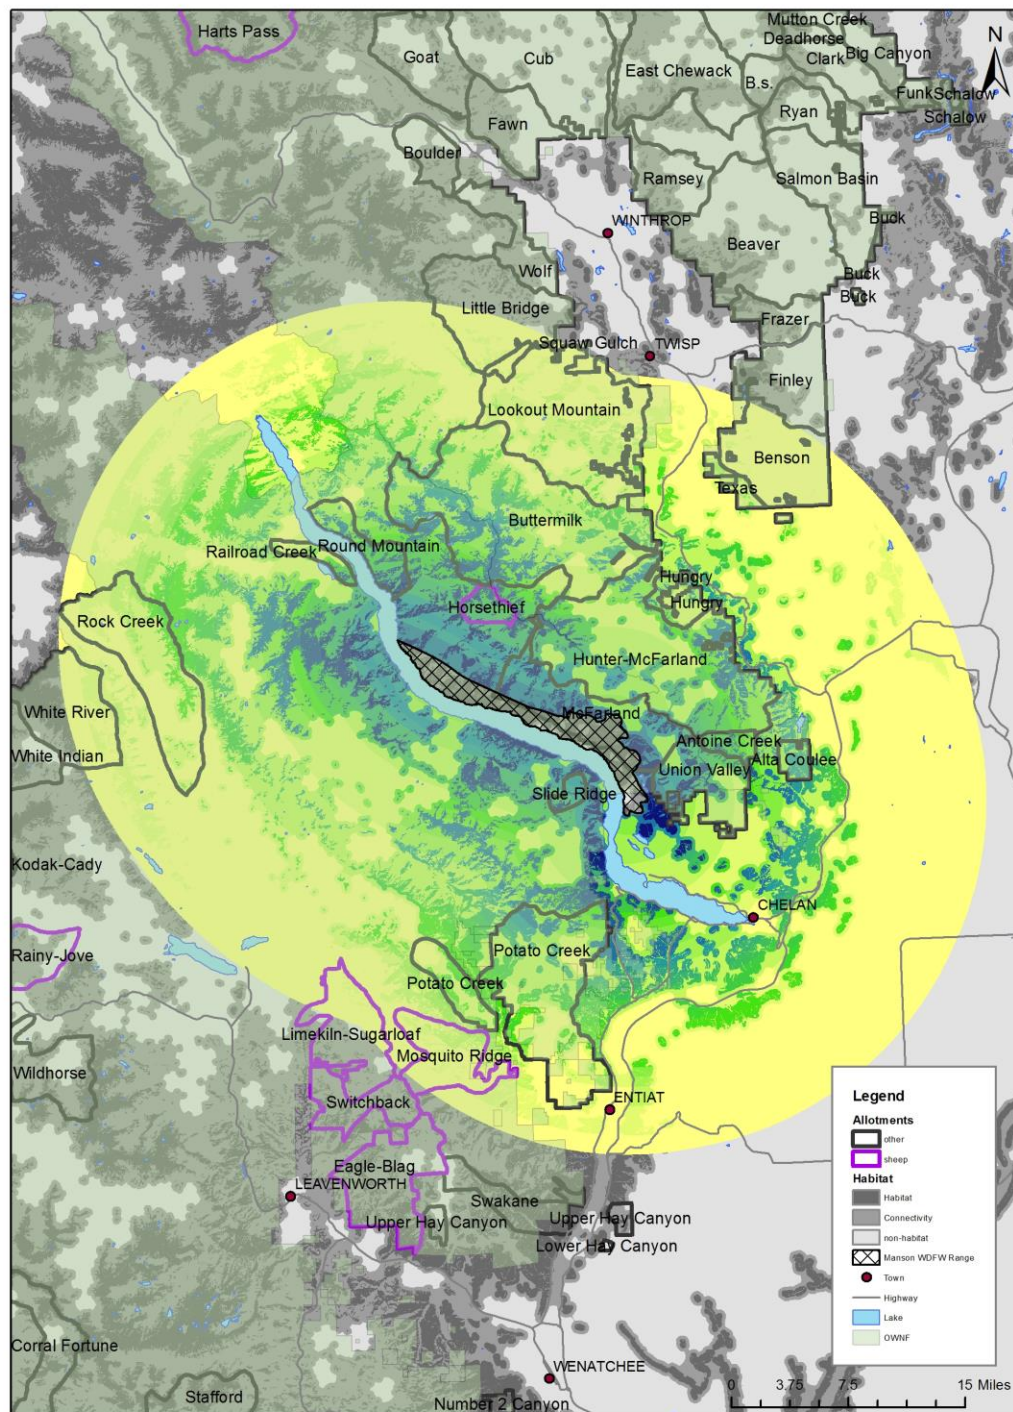 Harts Pass
Mutton Creek
Deadhorse
Clark
Big Canyon
N
Goat
Cub
East Chewack
B.s.
Funk
Schalow
Schalow
Fawn
Ryan
Boulder
Ramsey
Salmon Basin
WINTHROP
Buck
Beaver
Wolf
Buck
Buck
Little Bridge
Frazer
Squaw Gulch
TWISP
Finley
Lookout Mountain
Benson
Texas
Buttermilk
Railroad Creek
Round Mountain
Hungry
Hungry
Horsethief
Rock Creek
Hunter-McFarland
White River
McFarland
Antoine Creek
White Indian
Union Valley
Alta Coulee
Slide Ridge
Kodak-Cady
CHELAN
Rainy-Jove
Potato Creek
Potato Creek
Limekiln-Sugarloaf
Mosquito Ridge
Wildhorse
Switchback
ENTIAT
Eagle-Blag
LEAVENWORTH
Swakane
Upper Hay Canyon
Upper Hay Canyon
Lower Hay Canyon
Corral Fortune
WENATCHEE
Stafford
Number 2 Canyon
Legend
Allotments
other
sheep
Habitat
Habitat
Connectivity
non-habitat
Manson WDFW Range
Town
Highway
Lake
OWNF
0 3.75 7.5 15 Miles